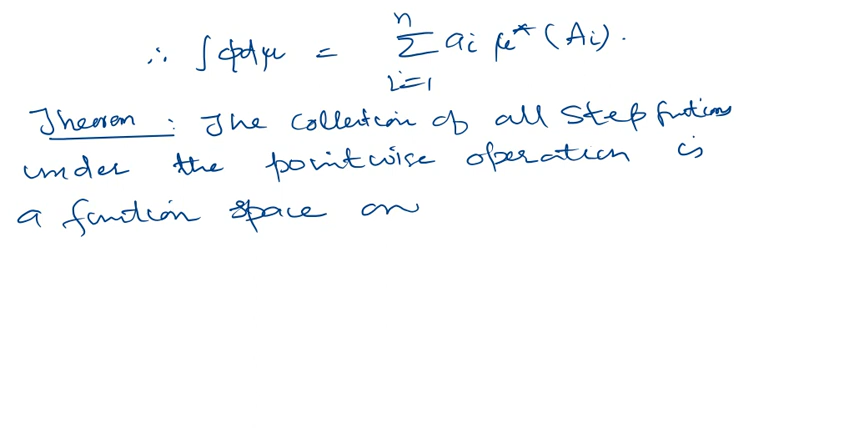 ∴ ∫φdμ = n∑i=1 ai μ*(Ai).
Theorem : The collection of all step functions
under the pointwise operation is
a function space on